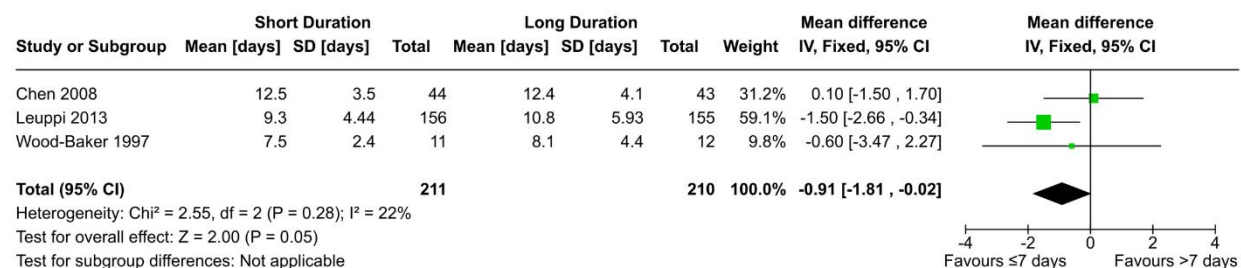 Short Duration Long Duration Mean difference Mean difference
Study or Subgroup Mean [days] SD [days] Total Mean [days] SD [days] Total Weight IV, Fixed, 95% CI IV, Fixed, 95% CI
Chen 2008 12.5 3.5 44 12.4 4.1 43 31.2% 0.10 [-1.50 , 1.70]
Leuppi 2013 9.3 4.44 156 10.8 5.93 155 59.1% -1.50 [-2.66 , -0.34]
Wood-Baker 1997 7.5 2.4 11 8.1 4.4 12 9.8% -0.60 [-3.47 , 2.27]
Total (95% CI) 211 210 100.0% -0.91 [-1.81 , -0.02]
Heterogeneity: Chi² = 2.55, df = 2 (P = 0.28); I² = 22%
Test for overall effect: Z = 2.00 (P = 0.05)
-4 -2 0 2 4
Test for subgroup differences: Not applicable Favours ≤7 days Favours >7 days